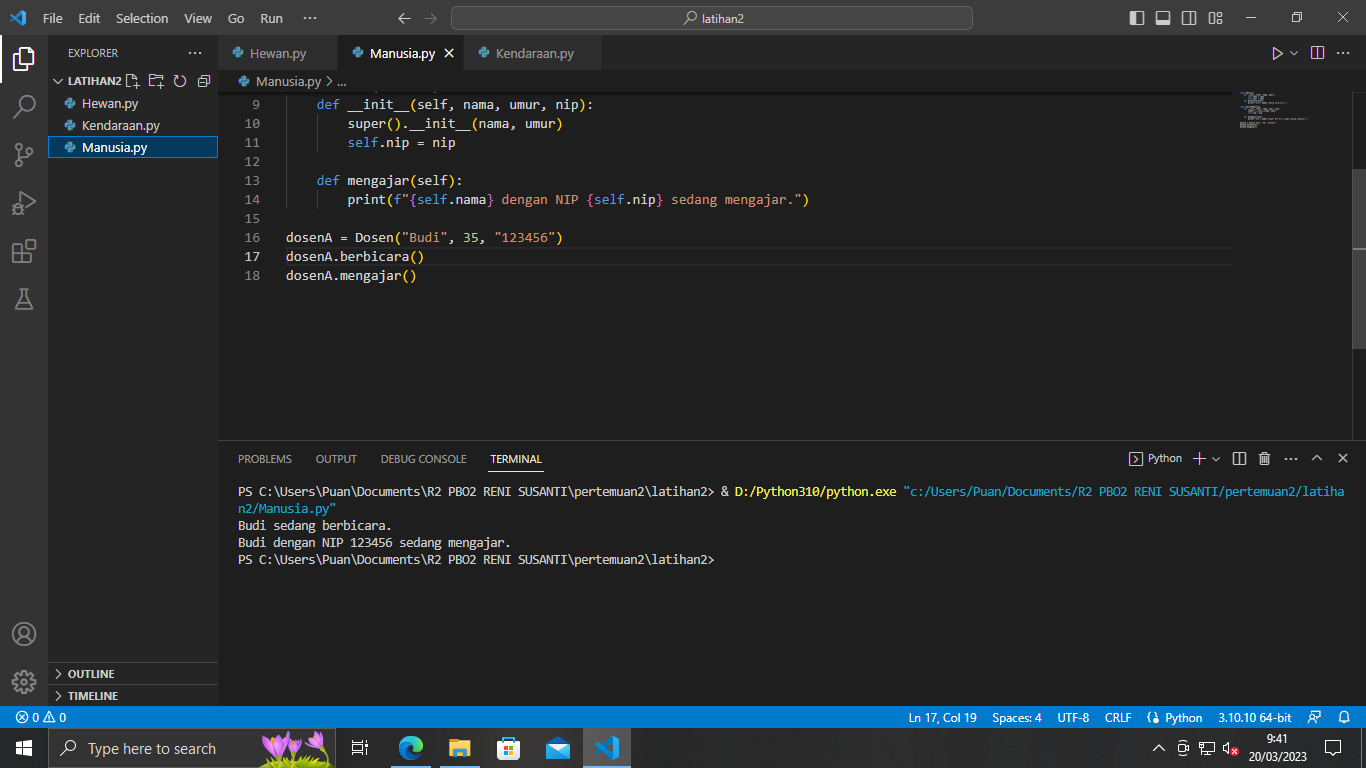 File Edit Selection View Go Run ··· latihan2
EXPLORER ···
LATIHAN2
Hewan.py
Kendaraan.py
Manusia.py
OUTLINE
TIMELINE
Hewan.py Manusia.py Kendaraan.py
Manusia.py > ...
9 def __init__(self, nama, umur, nip):
10 super().__init__(nama, umur)
11 self.nip = nip
12
13 def mengajar(self):
14 print(f"{self.nama} dengan NIP {self.nip} sedang mengajar.")
15
16 dosenA = Dosen("Budi", 35, "123456")
17 dosenA.berbicara()
18 dosenA.mengajar()
PROBLEMS OUTPUT DEBUG CONSOLE TERMINAL Python
PS C:\Users\Puan\Documents\R2 PBO2 RENI SUSANTI\pertemuan2\latihan2> & D:/Python310/python.exe "c:/Users/Puan/Documents/R2 PBO2 RENI SUSANTI/pertemuan2/latiha
n2/Manusia.py"
Budi sedang berbicara.
Budi dengan NIP 123456 sedang mengajar.
PS C:\Users\Puan\Documents\R2 PBO2 RENI SUSANTI\pertemuan2\latihan2>
0 0 Ln 17, Col 19 Spaces: 4 UTF-8 CRLF Python 3.10.10 64-bit
Type here to search
9:41
20/03/2023